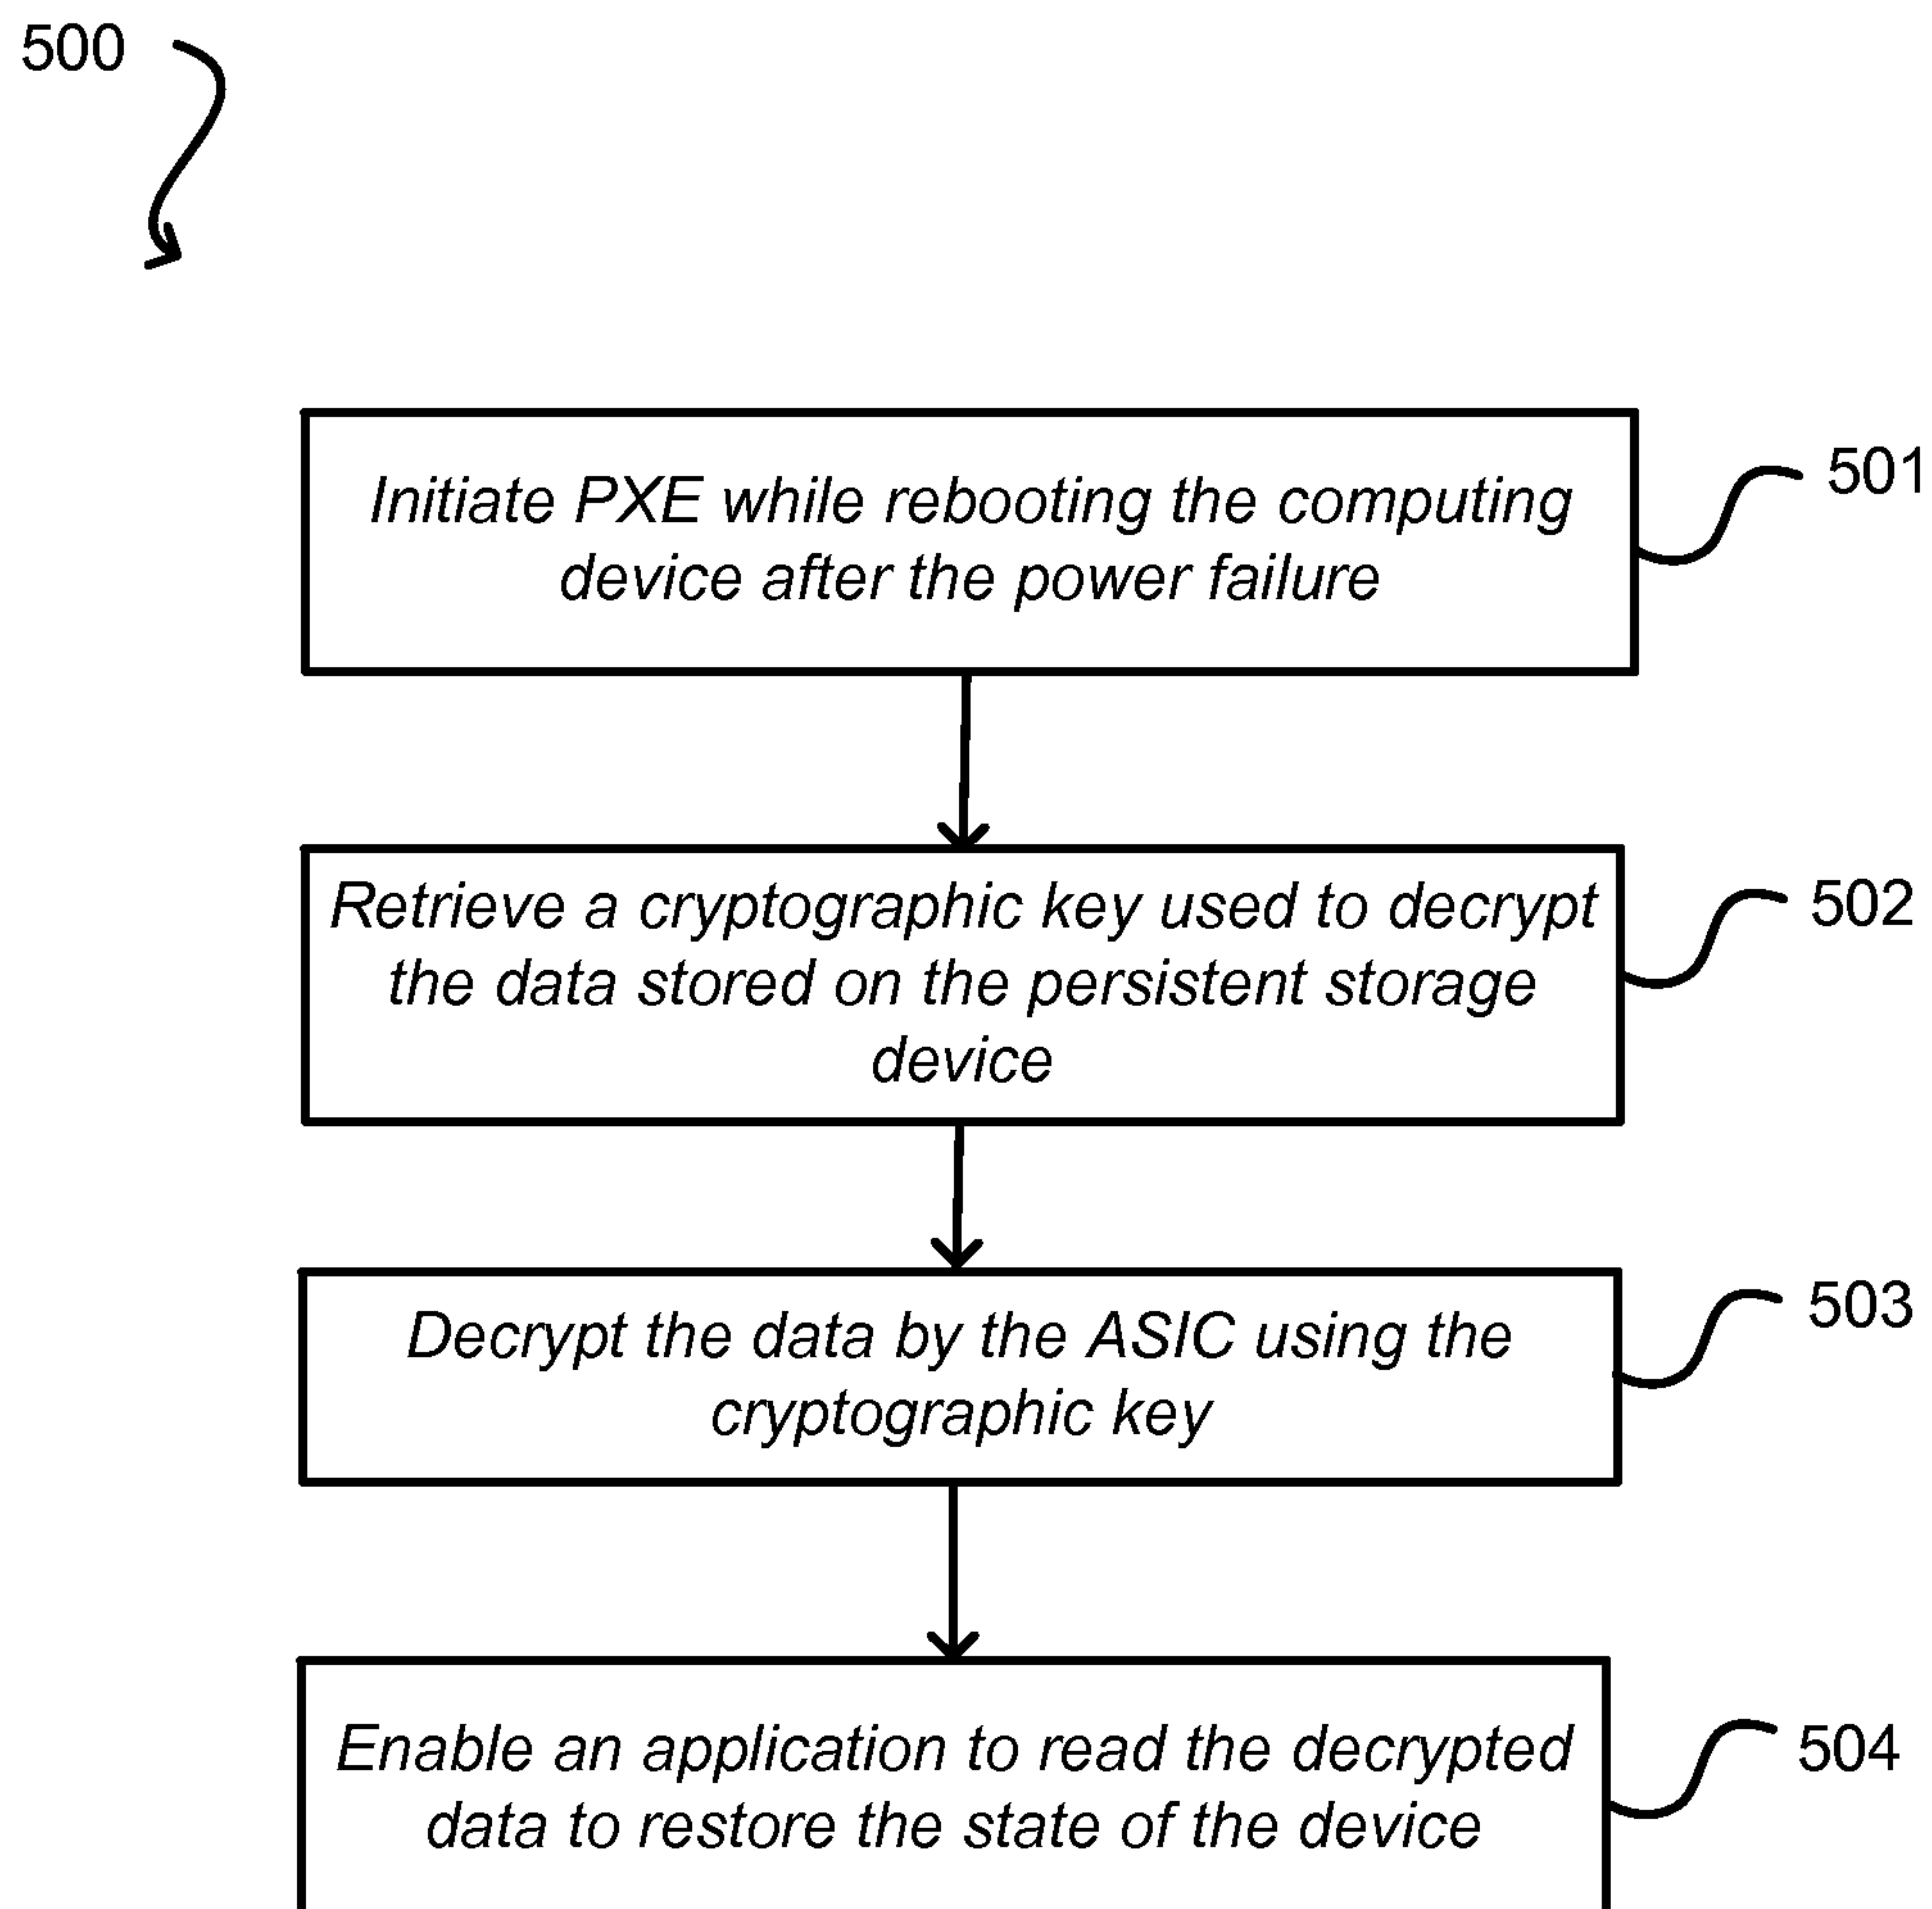 500
Initiate PXE while rebooting the computing
device after the power failure
501
Retrieve a cryptographic key used to decrypt
the data stored on the persistent storage
device
502
Decrypt the data by the ASIC using the
cryptographic key
503
Enable an application to read the decrypted
data to restore the state of the device
504